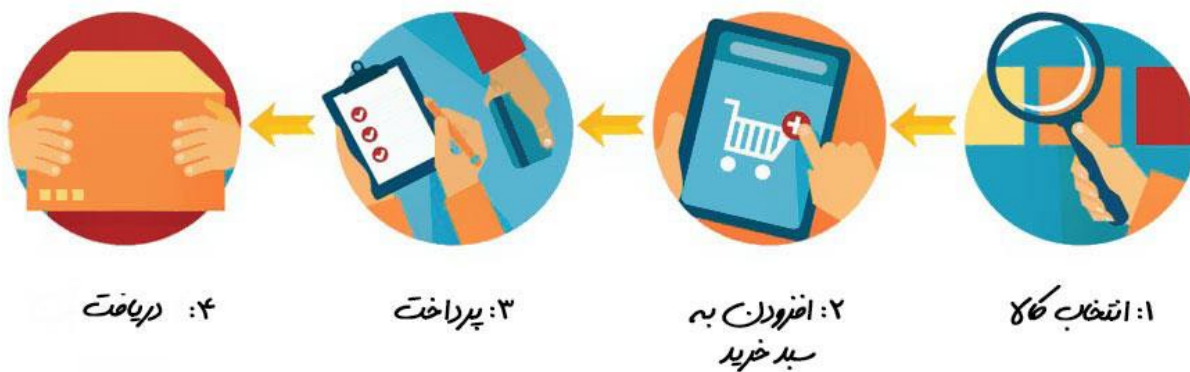 ۱: انتخاب کالا
۲: افزودن به
سبد خرید
۳: پرداخت
۴: دریافت